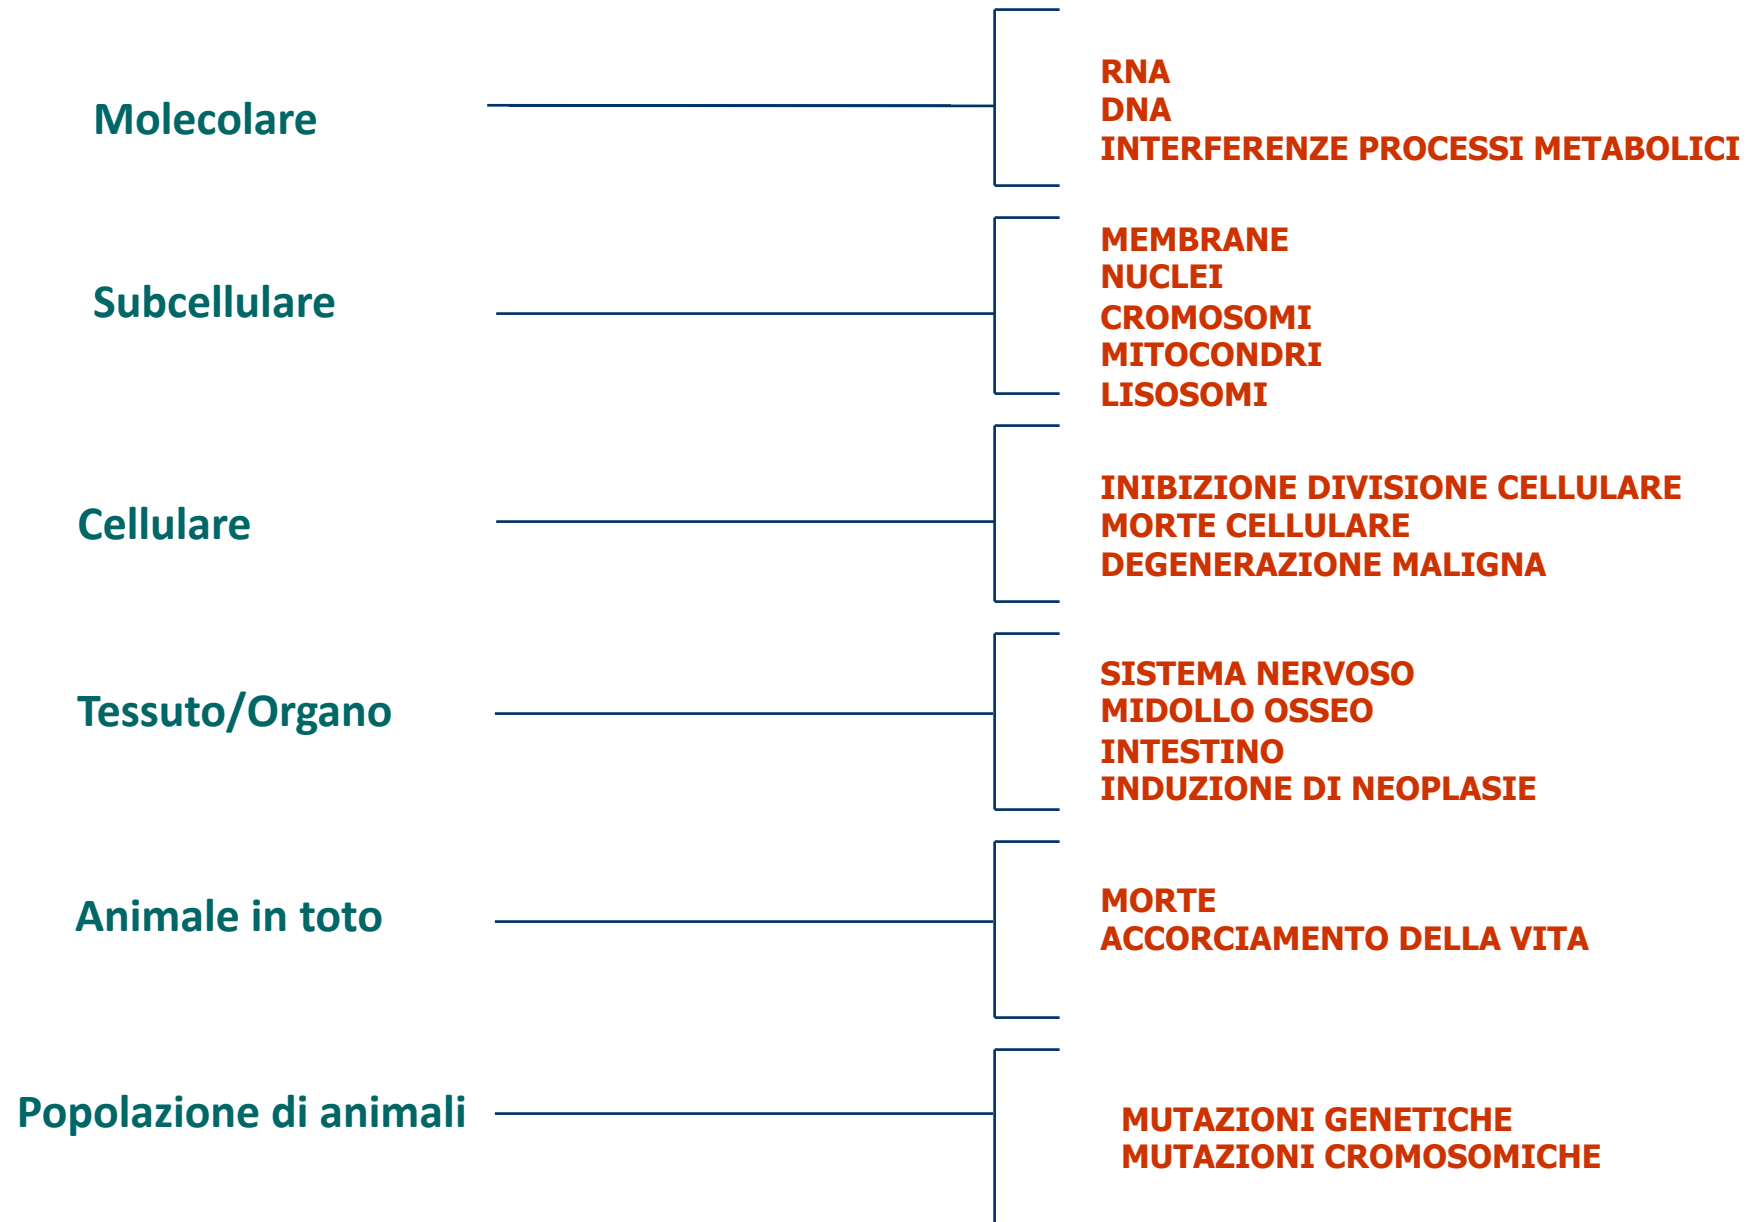 Molecolare
RNA
DNA
INTERFERENZE PROCESSI METABOLICI
Subcellulare
MEMBRANE
NUCLEI
CROMOSOMI
MITOCONDRI
LISOSOMI
Cellulare
INIBIZIONE DIVISIONE CELLULARE
MORTE CELLULARE
DEGENERAZIONE MALIGNA
Tessuto/Organo
SISTEMA NERVOSO
MIDOLLO OSSEO
INTESTINO
INDUZIONE DI NEOPLASIE
Animale in toto
MORTE
ACCORCIAMENTO DELLA VITA
Popolazione di animali
MUTAZIONI GENETICHE
MUTAZIONI CROMOSOMICHE